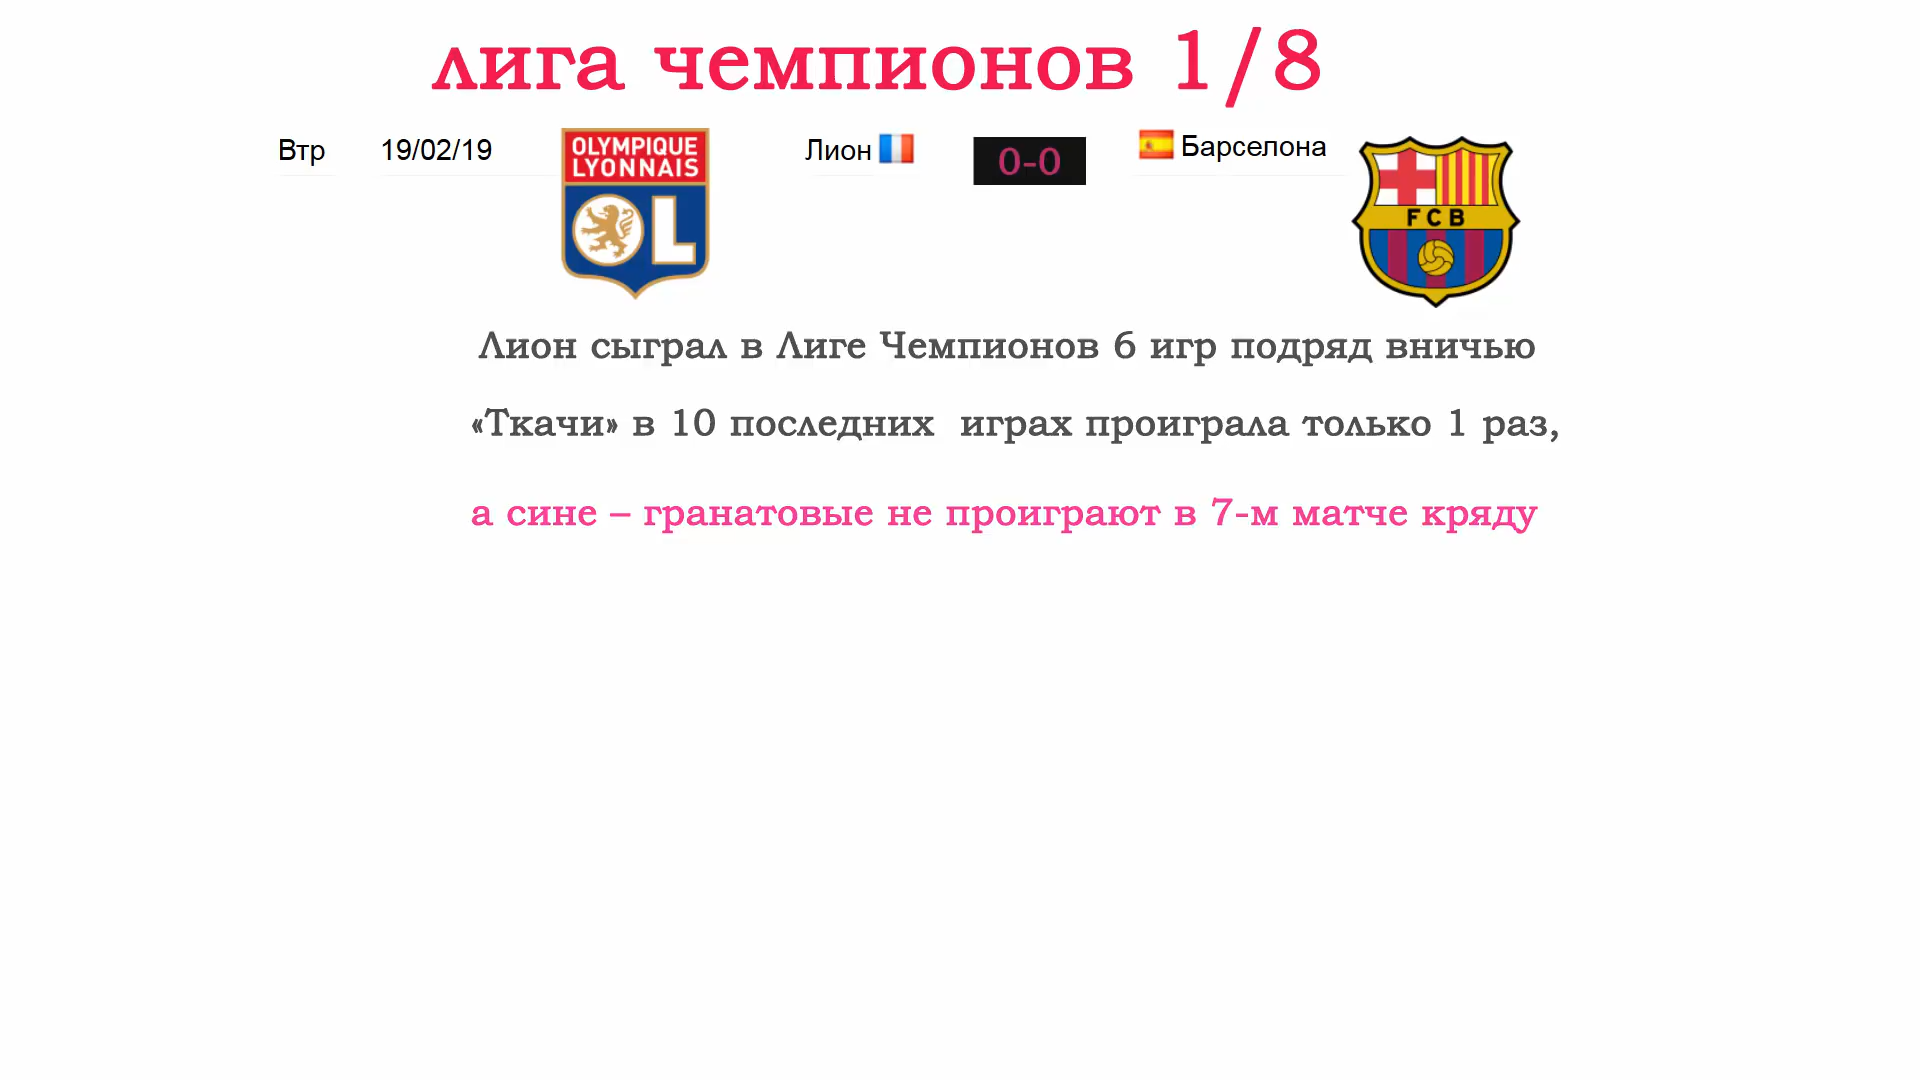 лига чемпионов 1/8
Втр 19/02/19 OLYMPIQUE LYONNAIS OL Лион 0-0 Барселона FCB
Лион сыграл в Лиге Чемпионов 6 игр подряд вничью
«Ткачи» в 10 последних играх проиграла только 1 раз,
а сине – гранатовые не проиграют в 7-м матче кряду